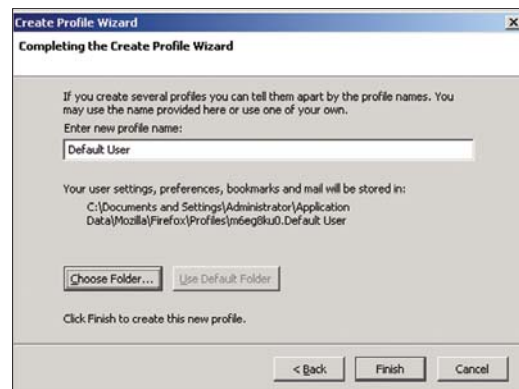 Create Profile Wizard
Completing the Create Profile Wizard
If you create several profiles you can tell them apart by the profile names. You
may use the name provided here or use one of your own.
Enter new profile name:
Default User
Your user settings, preferences, bookmarks and mail will be stored in:
C:\Documents and Settings\Administrator\Application
Data\Mozilla\Firefox\Profiles\m6eg8ku0.Default User
Choose Folder... Use Default Folder
Click Finish to create this new profile.
< Back Finish Cancel